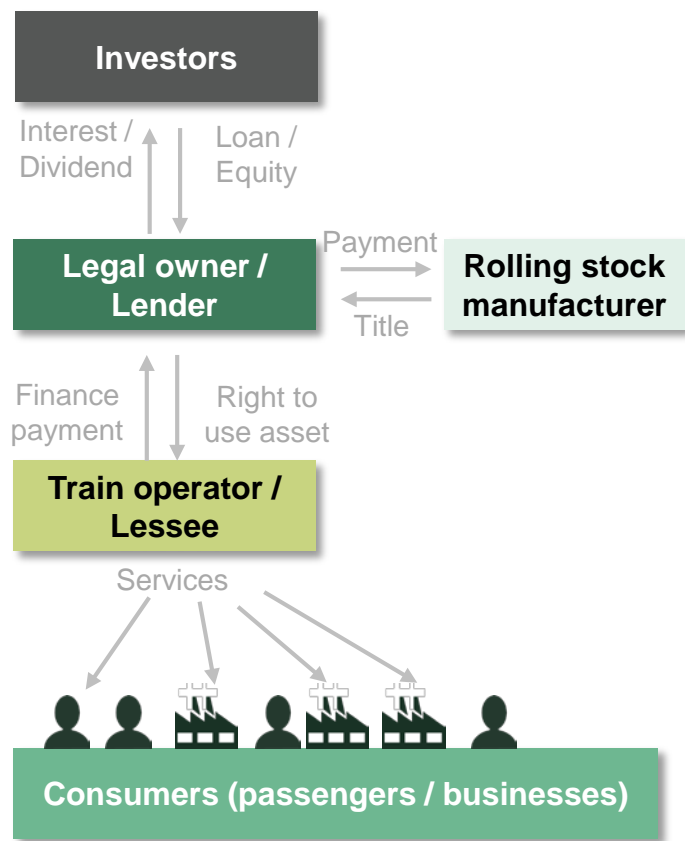 Investors
Interest /
Dividend
Loan /
Equity
Legal owner /
Lender
Payment
Title
Rolling stock
manufacturer
Finance
payment
Right to
use asset
Train operator /
Lessee
Services
Consumers (passengers / businesses)